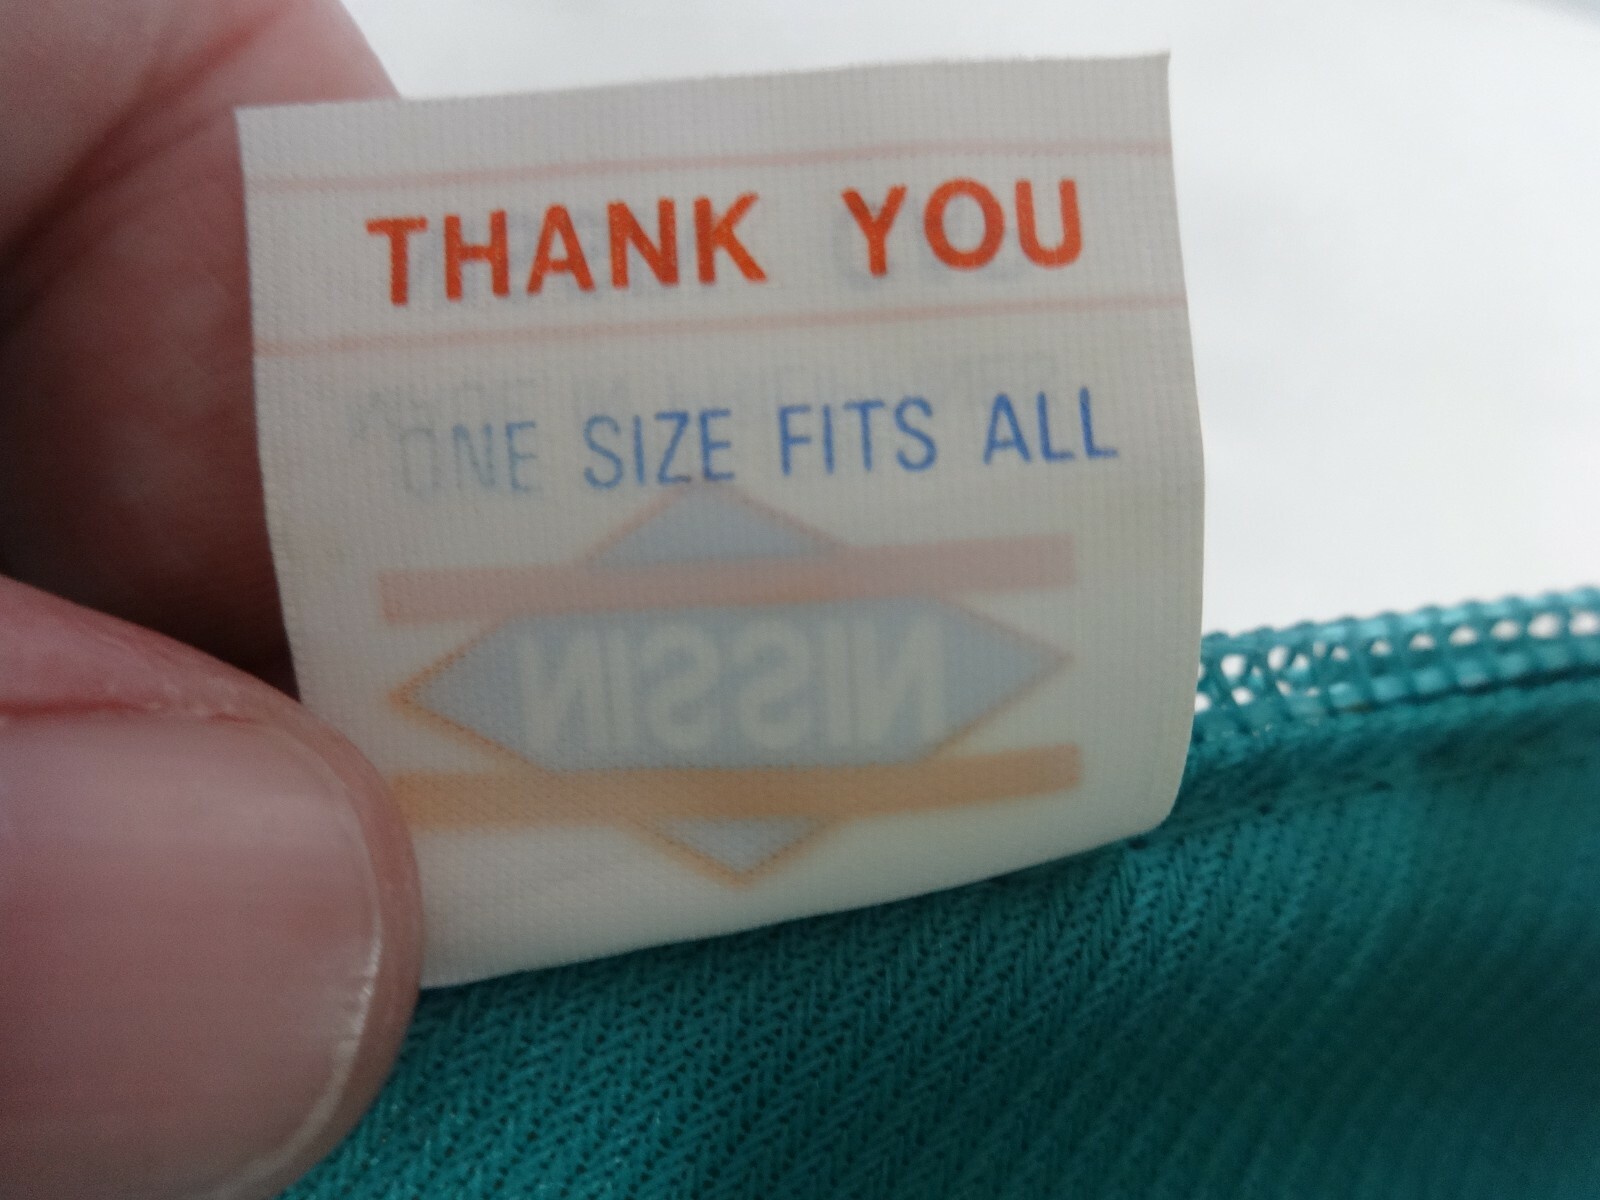 THANK YOU
ONE SIZE FITS ALL
NISSIN